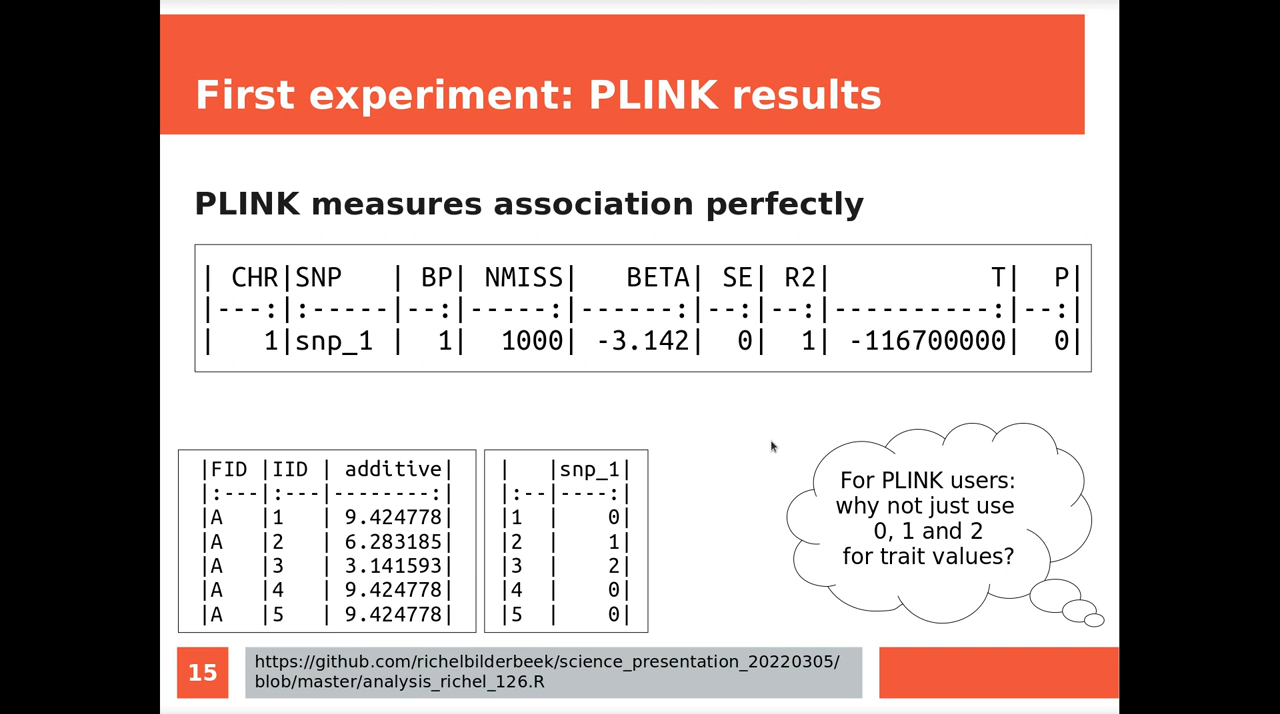 First experiment: PLINK results
PLINK measures association perfectly
| CHR|SNP   | BP| NMISS|   BETA| SE| R2|          T|  P|
|---:|:-----|--:|-----:|------:|--:|--:|----------:|--:|
|   1|snp_1 |  1|  1000| -3.142|  0|  1| -116700000|  0|
|FID |IID | additive|
|:---|:---|--------:|
|A   |1   | 9.424778|
|A   |2   | 6.283185|
|A   |3   | 3.141593|
|A   |4   | 9.424778|
|A   |5   | 9.424778|
|   |snp_1|
|:--|----:|
|1  |    0|
|2  |    1|
|3  |    2|
|4  |    0|
|5  |    0|
For PLINK users:
why not just use
0, 1 and 2
for trait values?
15
https://github.com/richelbilderbeek/science_presentation_20220305/
blob/master/analysis_richel_126.R